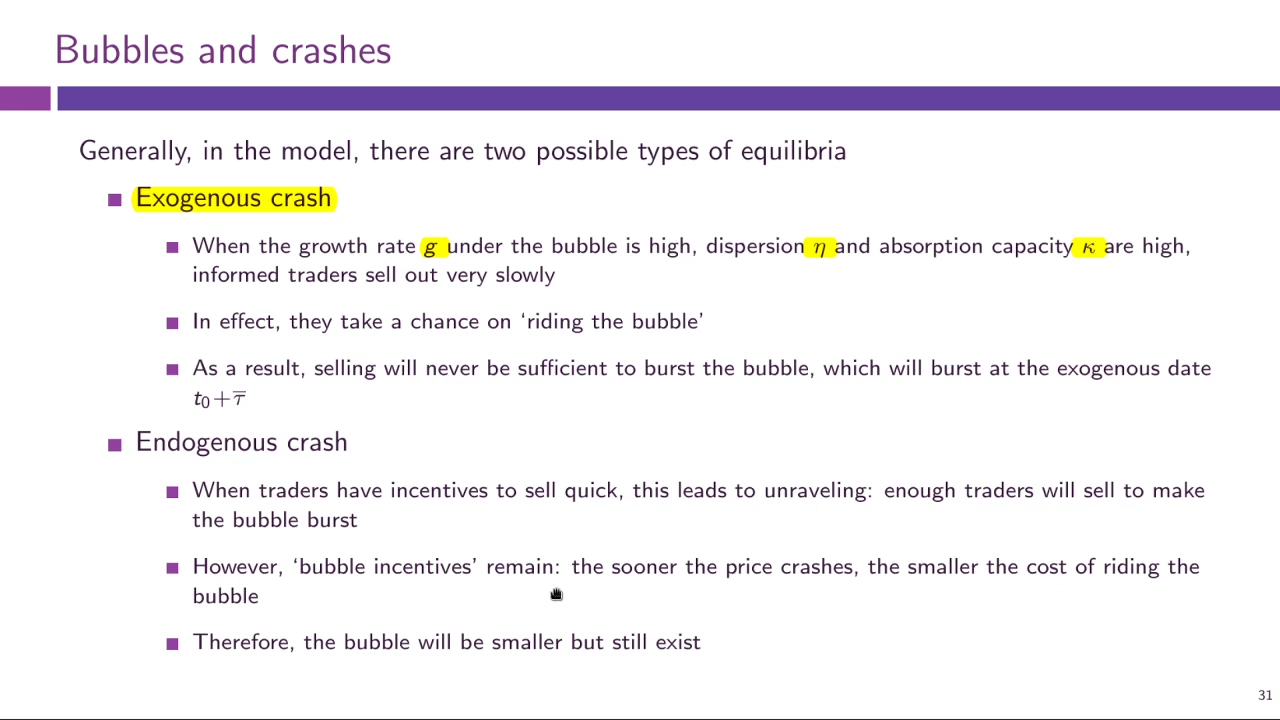 Bubbles and crashes
Generally, in the model, there are two possible types of equilibria
Exogenous crash
When the growth rate g under the bubble is high, dispersion η and absorption capacity κ are high,
informed traders sell out very slowly
In effect, they take a chance on ‘riding the bubble’
As a result, selling will never be sufficient to burst the bubble, which will burst at the exogenous date
t₀+τ̅
Endogenous crash
When traders have incentives to sell quick, this leads to unraveling: enough traders will sell to make
the bubble burst
However, ‘bubble incentives’ remain: the sooner the price crashes, the smaller the cost of riding the
bubble
Therefore, the bubble will be smaller but still exist
31